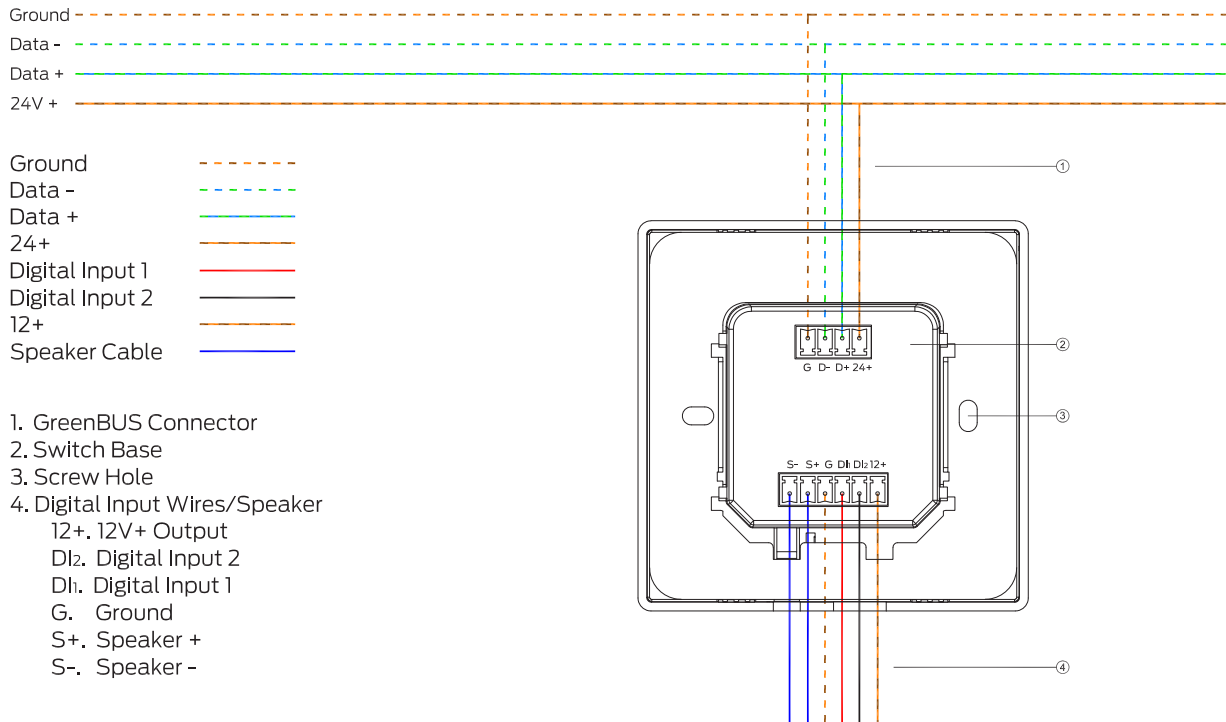 Ground
Data -
Data +
24V +
Ground
Data -
Data +
24+
Digital Input 1
Digital Input 2
12+
Speaker Cable
1. GreenBUS Connector
2. Switch Base
3. Screw Hole
4. Digital Input Wires/Speaker
12+. 12V+ Output
DI2. Digital Input 2
DI1. Digital Input 1
G. Ground
S+. Speaker +
S-. Speaker -
1
G D- D+ 24+
2
3
S- S+ G DI1 DI2 12+
4